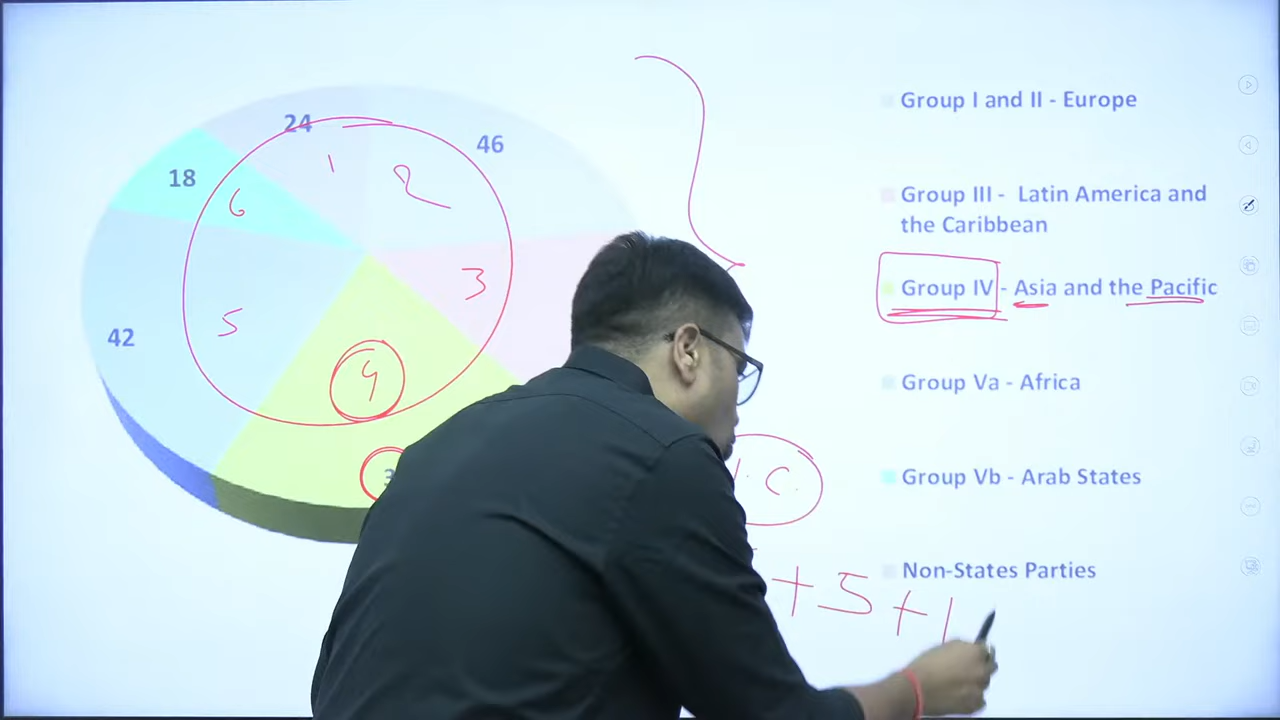 24
46
18
42
1
2
3
4
5
6
Group I and II - Europe
Group III - Latin America and
the Caribbean
Group IV - Asia and the Pacific
Group Va - Africa
Group Vb - Arab States
Non-States Parties
C.
+ 5 + 1